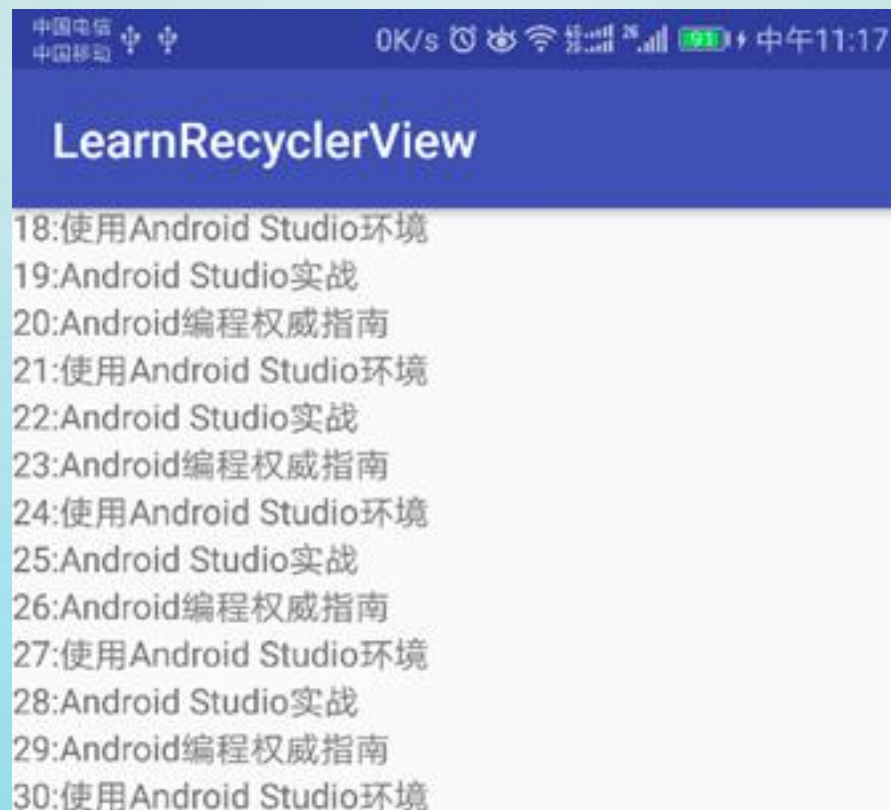 中国电信
中国移动
0K/s 91 中午11:17
LearnRecyclerView
18:使用Android Studio环境
19:Android Studio实战
20:Android编程权威指南
21:使用Android Studio环境
22:Android Studio实战
23:Android编程权威指南
24:使用Android Studio环境
25:Android Studio实战
26:Android编程权威指南
27:使用Android Studio环境
28:Android Studio实战
29:Android编程权威指南
30:使用Android Studio环境